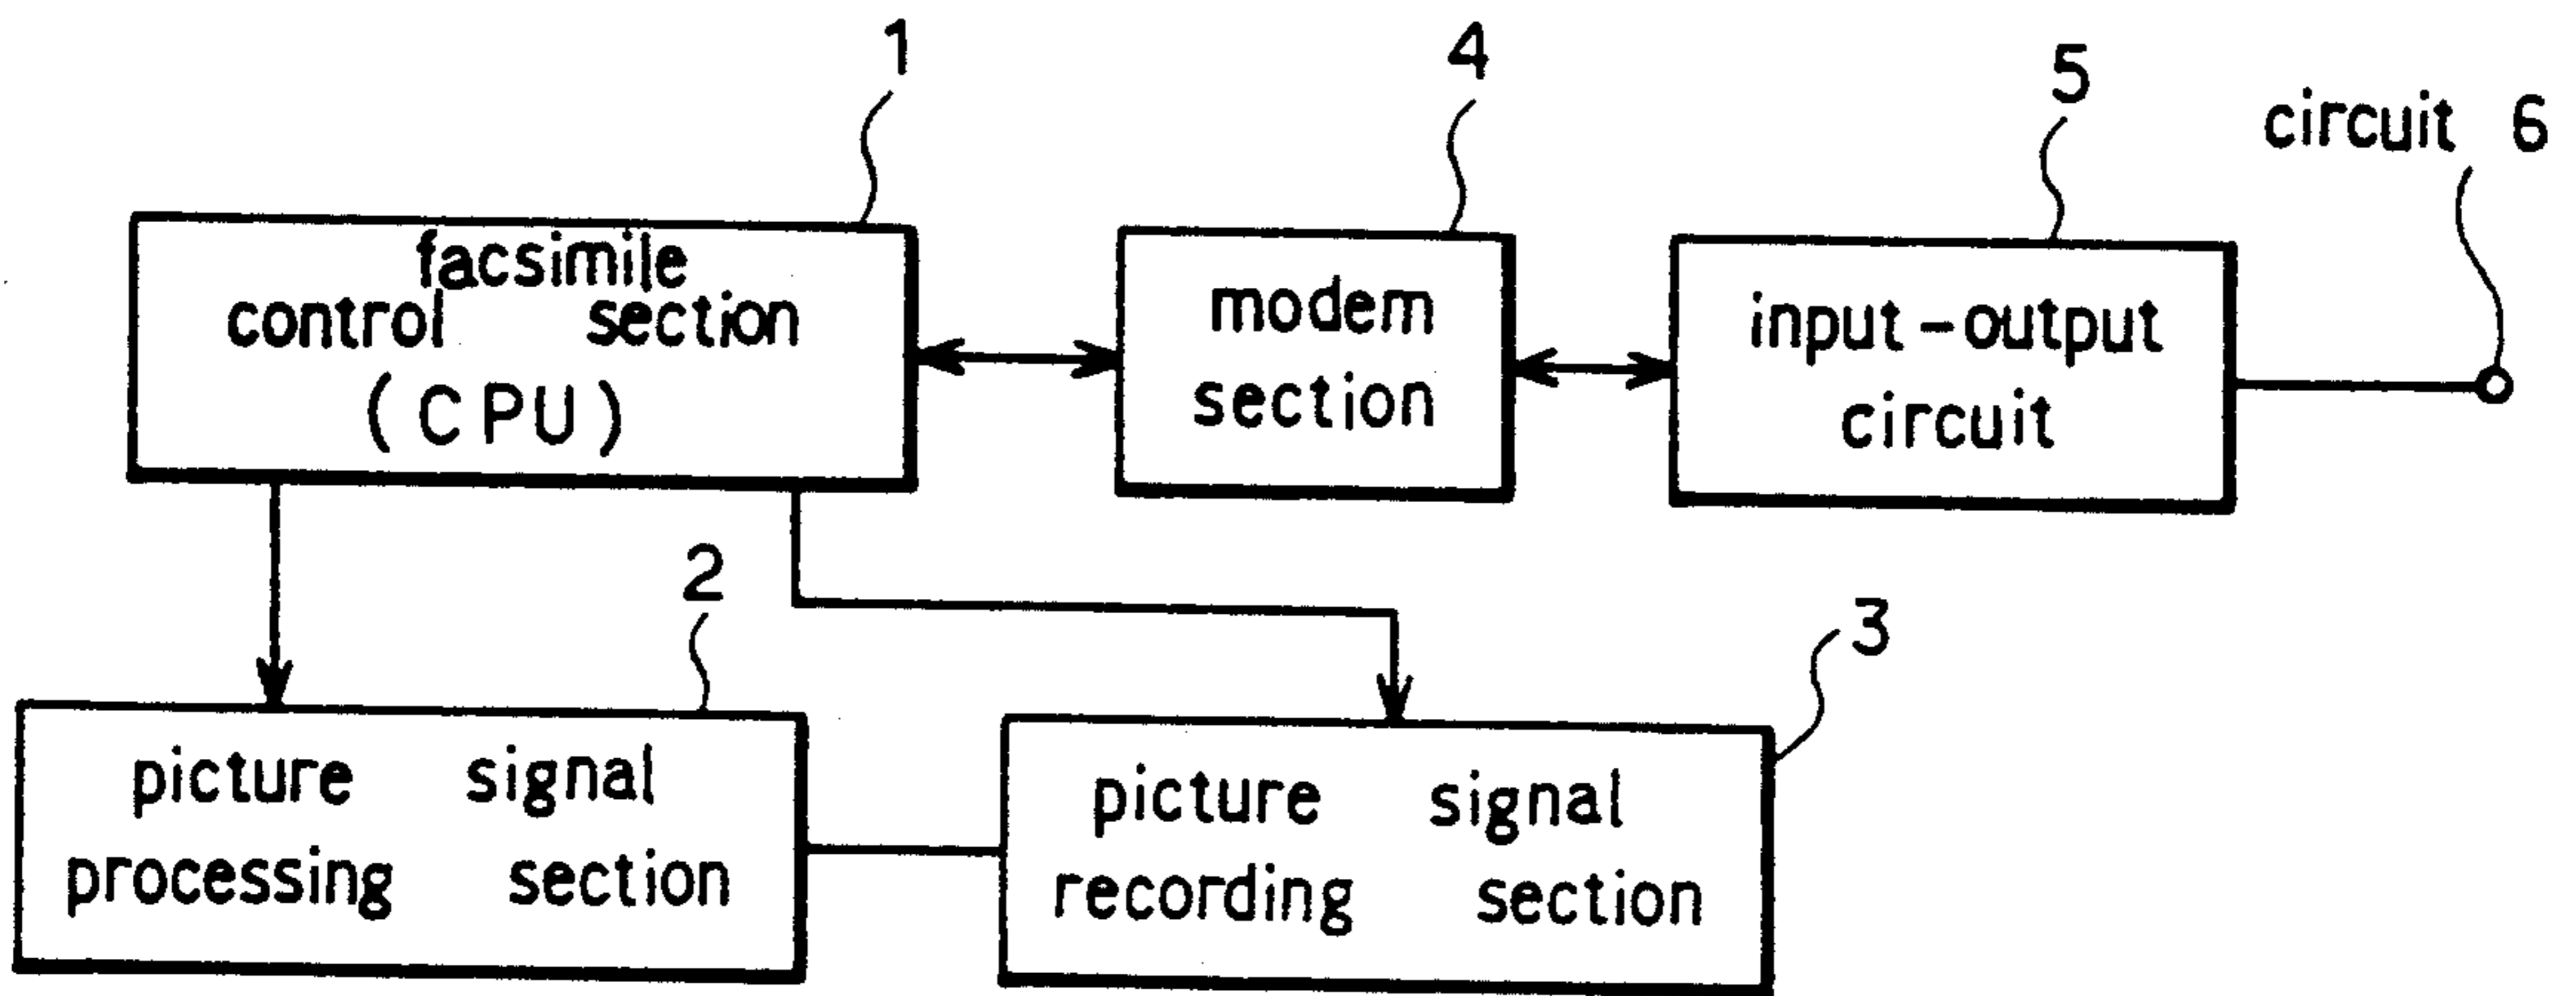 1
4
5
circuit 6
facsimile
control section
(CPU)
modem
section
input-output
circuit
2
3
picture signal
processing section
picture signal
recording section